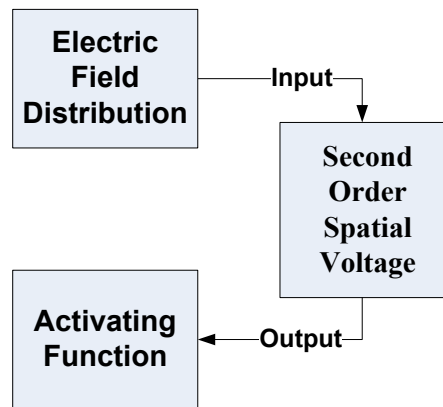 Electric
Field
Distribution
Input
Second
Order
Spatial
Voltage
Activating
Function
Output